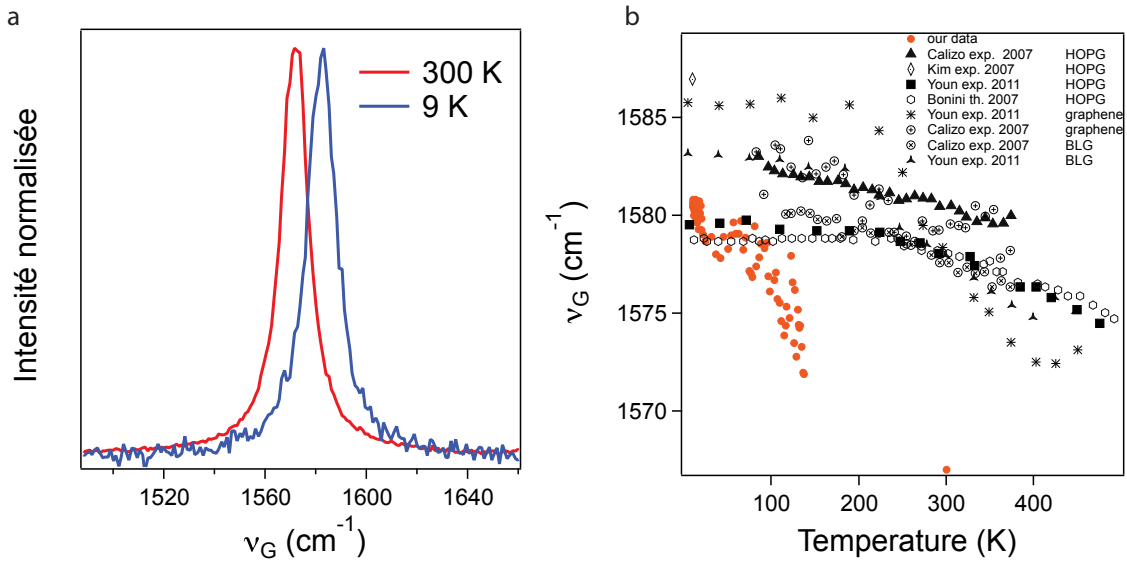 a
Intensité normalisée
300 K
9 K
1520
1560
1600
1640
νG (cm-1)
b
our data
Calizo exp. 2007 HOPG
Kim exp. 2007 HOPG
Youn exp. 2011 HOPG
Bonini th. 2007 HOPG
Youn exp. 2011 graphene
Calizo exp. 2007 graphene
Calizo exp. 2007 BLG
Youn exp. 2011 BLG
νG (cm-1)
1585
1580
1575
1570
100
200
300
400
Temperature (K)